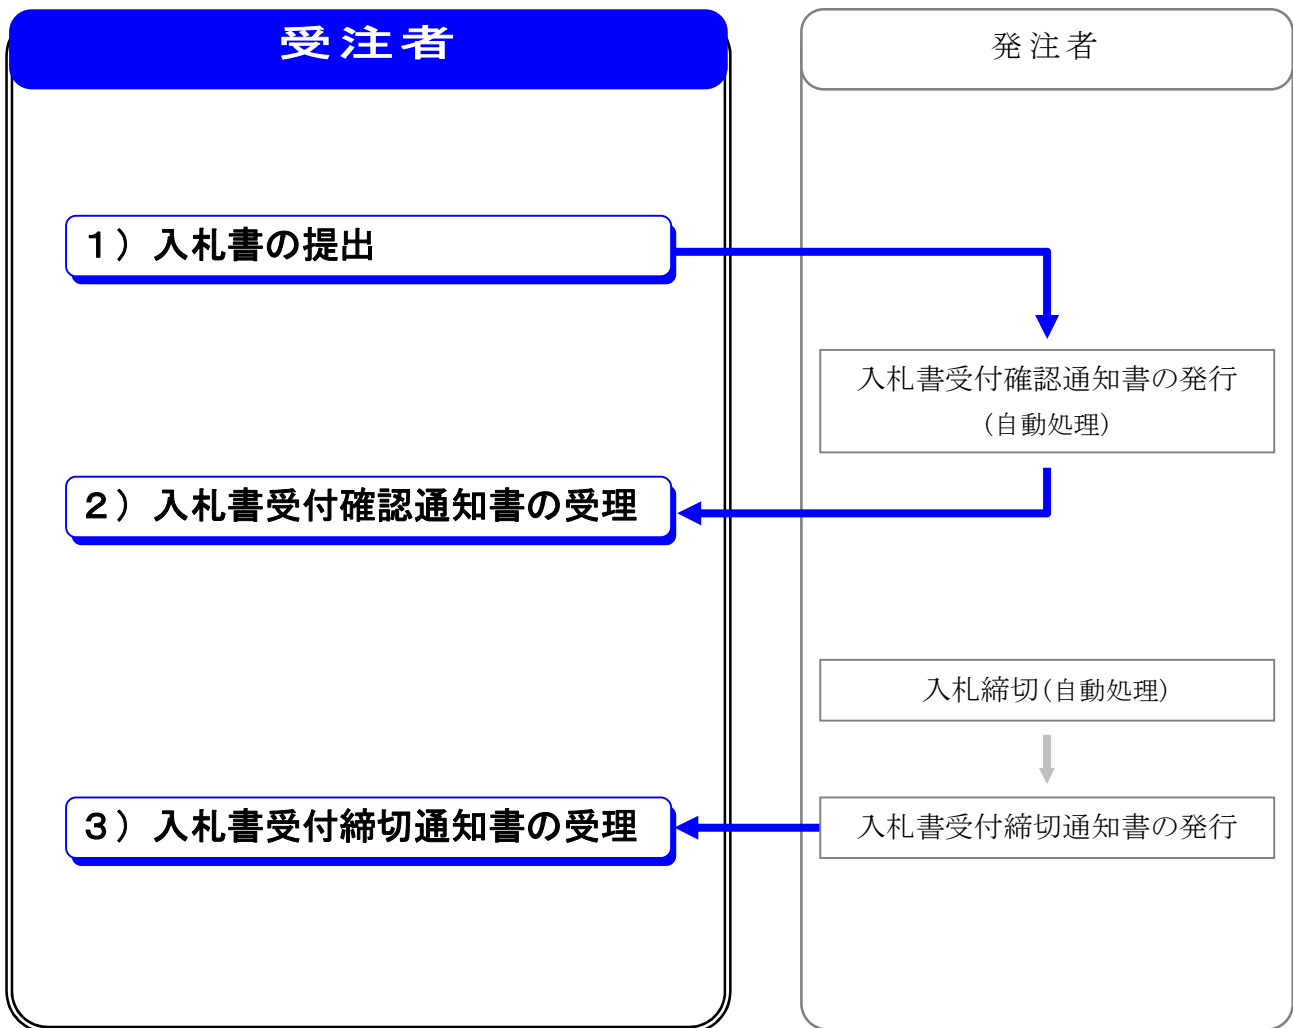 受注者
発注者
１）入札書の提出
入札書受付確認通知書の発行
（自動処理）
２）入札書受付確認通知書の受理
入札締切（自動処理）
３）入札書受付締切通知書の受理
入札書受付締切通知書の発行